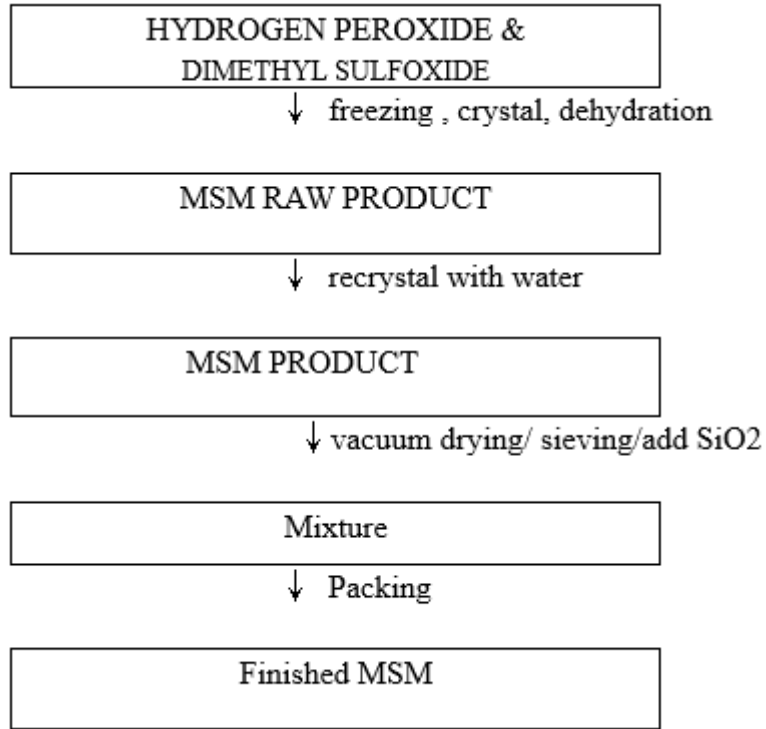 HYDROGEN PEROXIDE &
DIMETHYL SULFOXIDE
freezing , crystal, dehydration
MSM RAW PRODUCT
recrystal with water
MSM PRODUCT
vacuum drying/ sieving/add SiO2
Mixture
Packing
Finished MSM